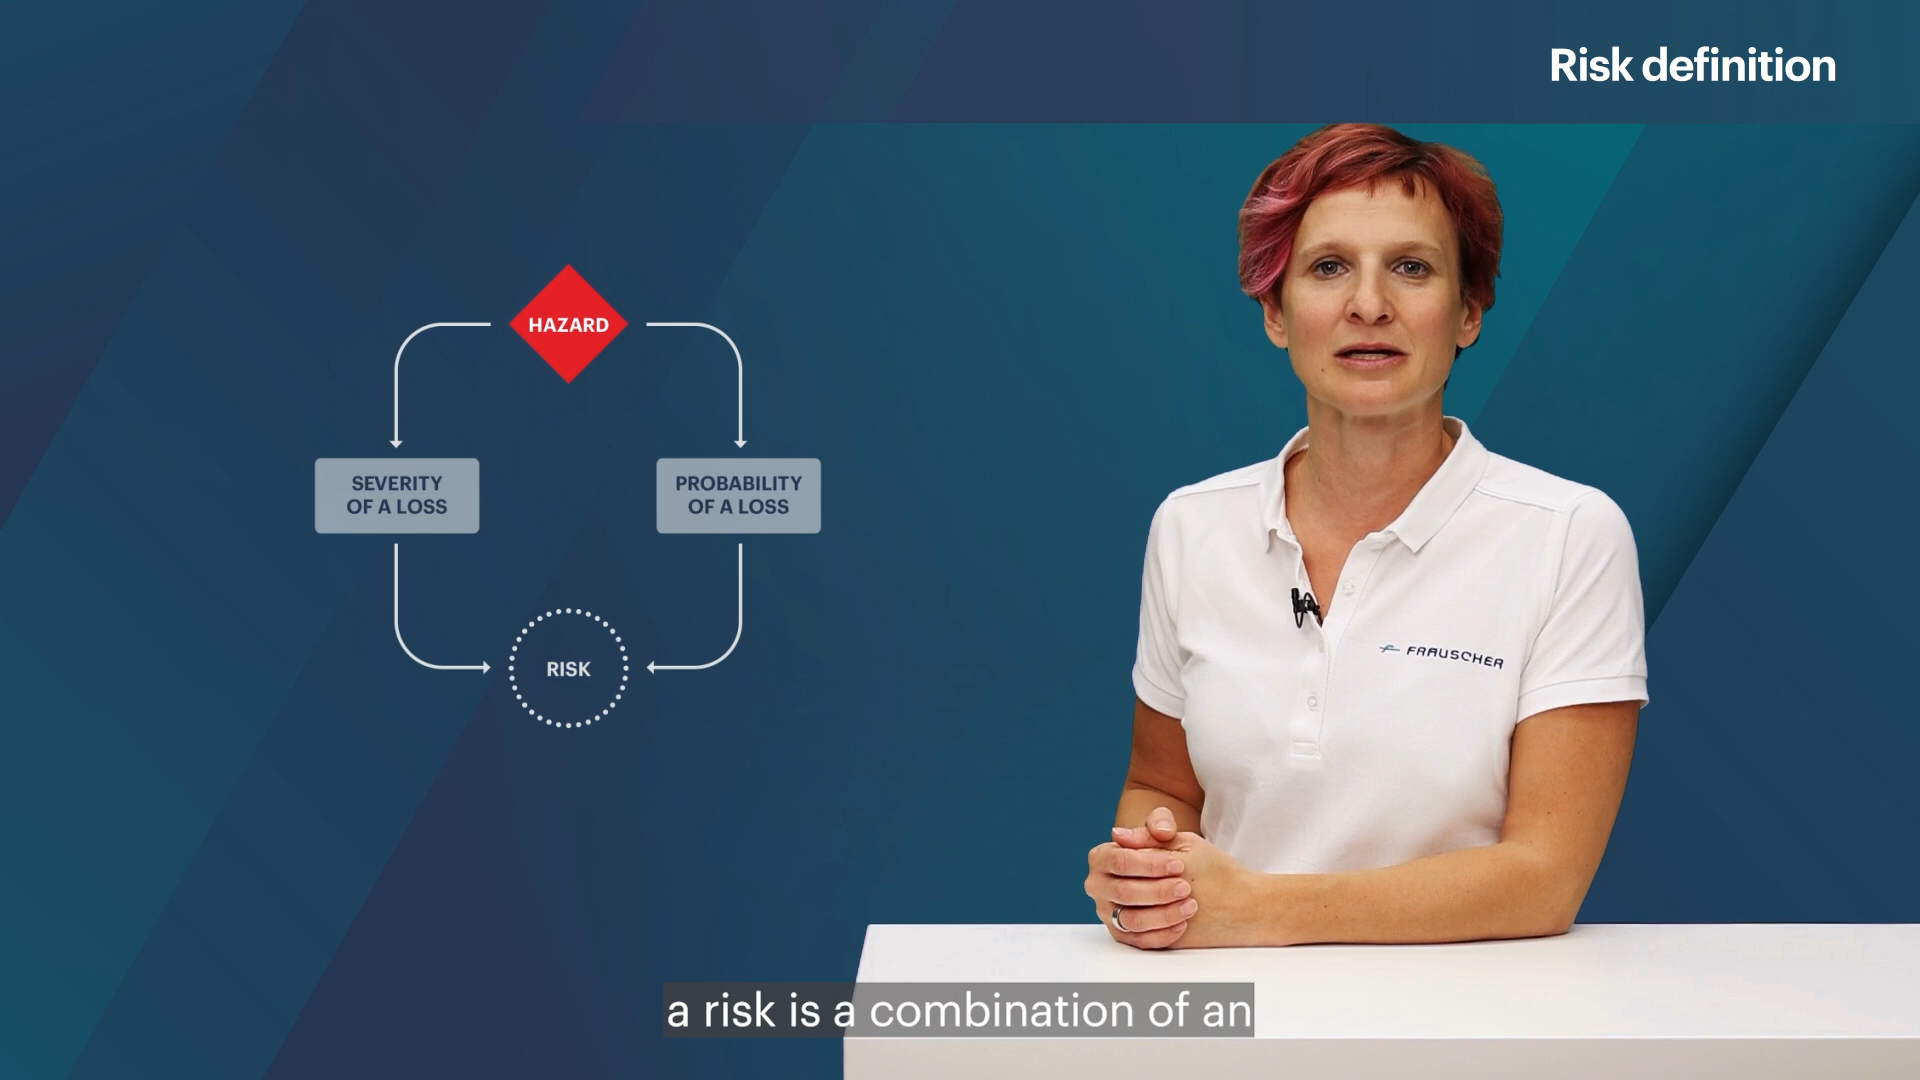 Risk definition
HAZARD
SEVERITY
OF A LOSS
PROBABILITY
OF A LOSS
RISK
FRAUSCHER
a risk is a combination of an